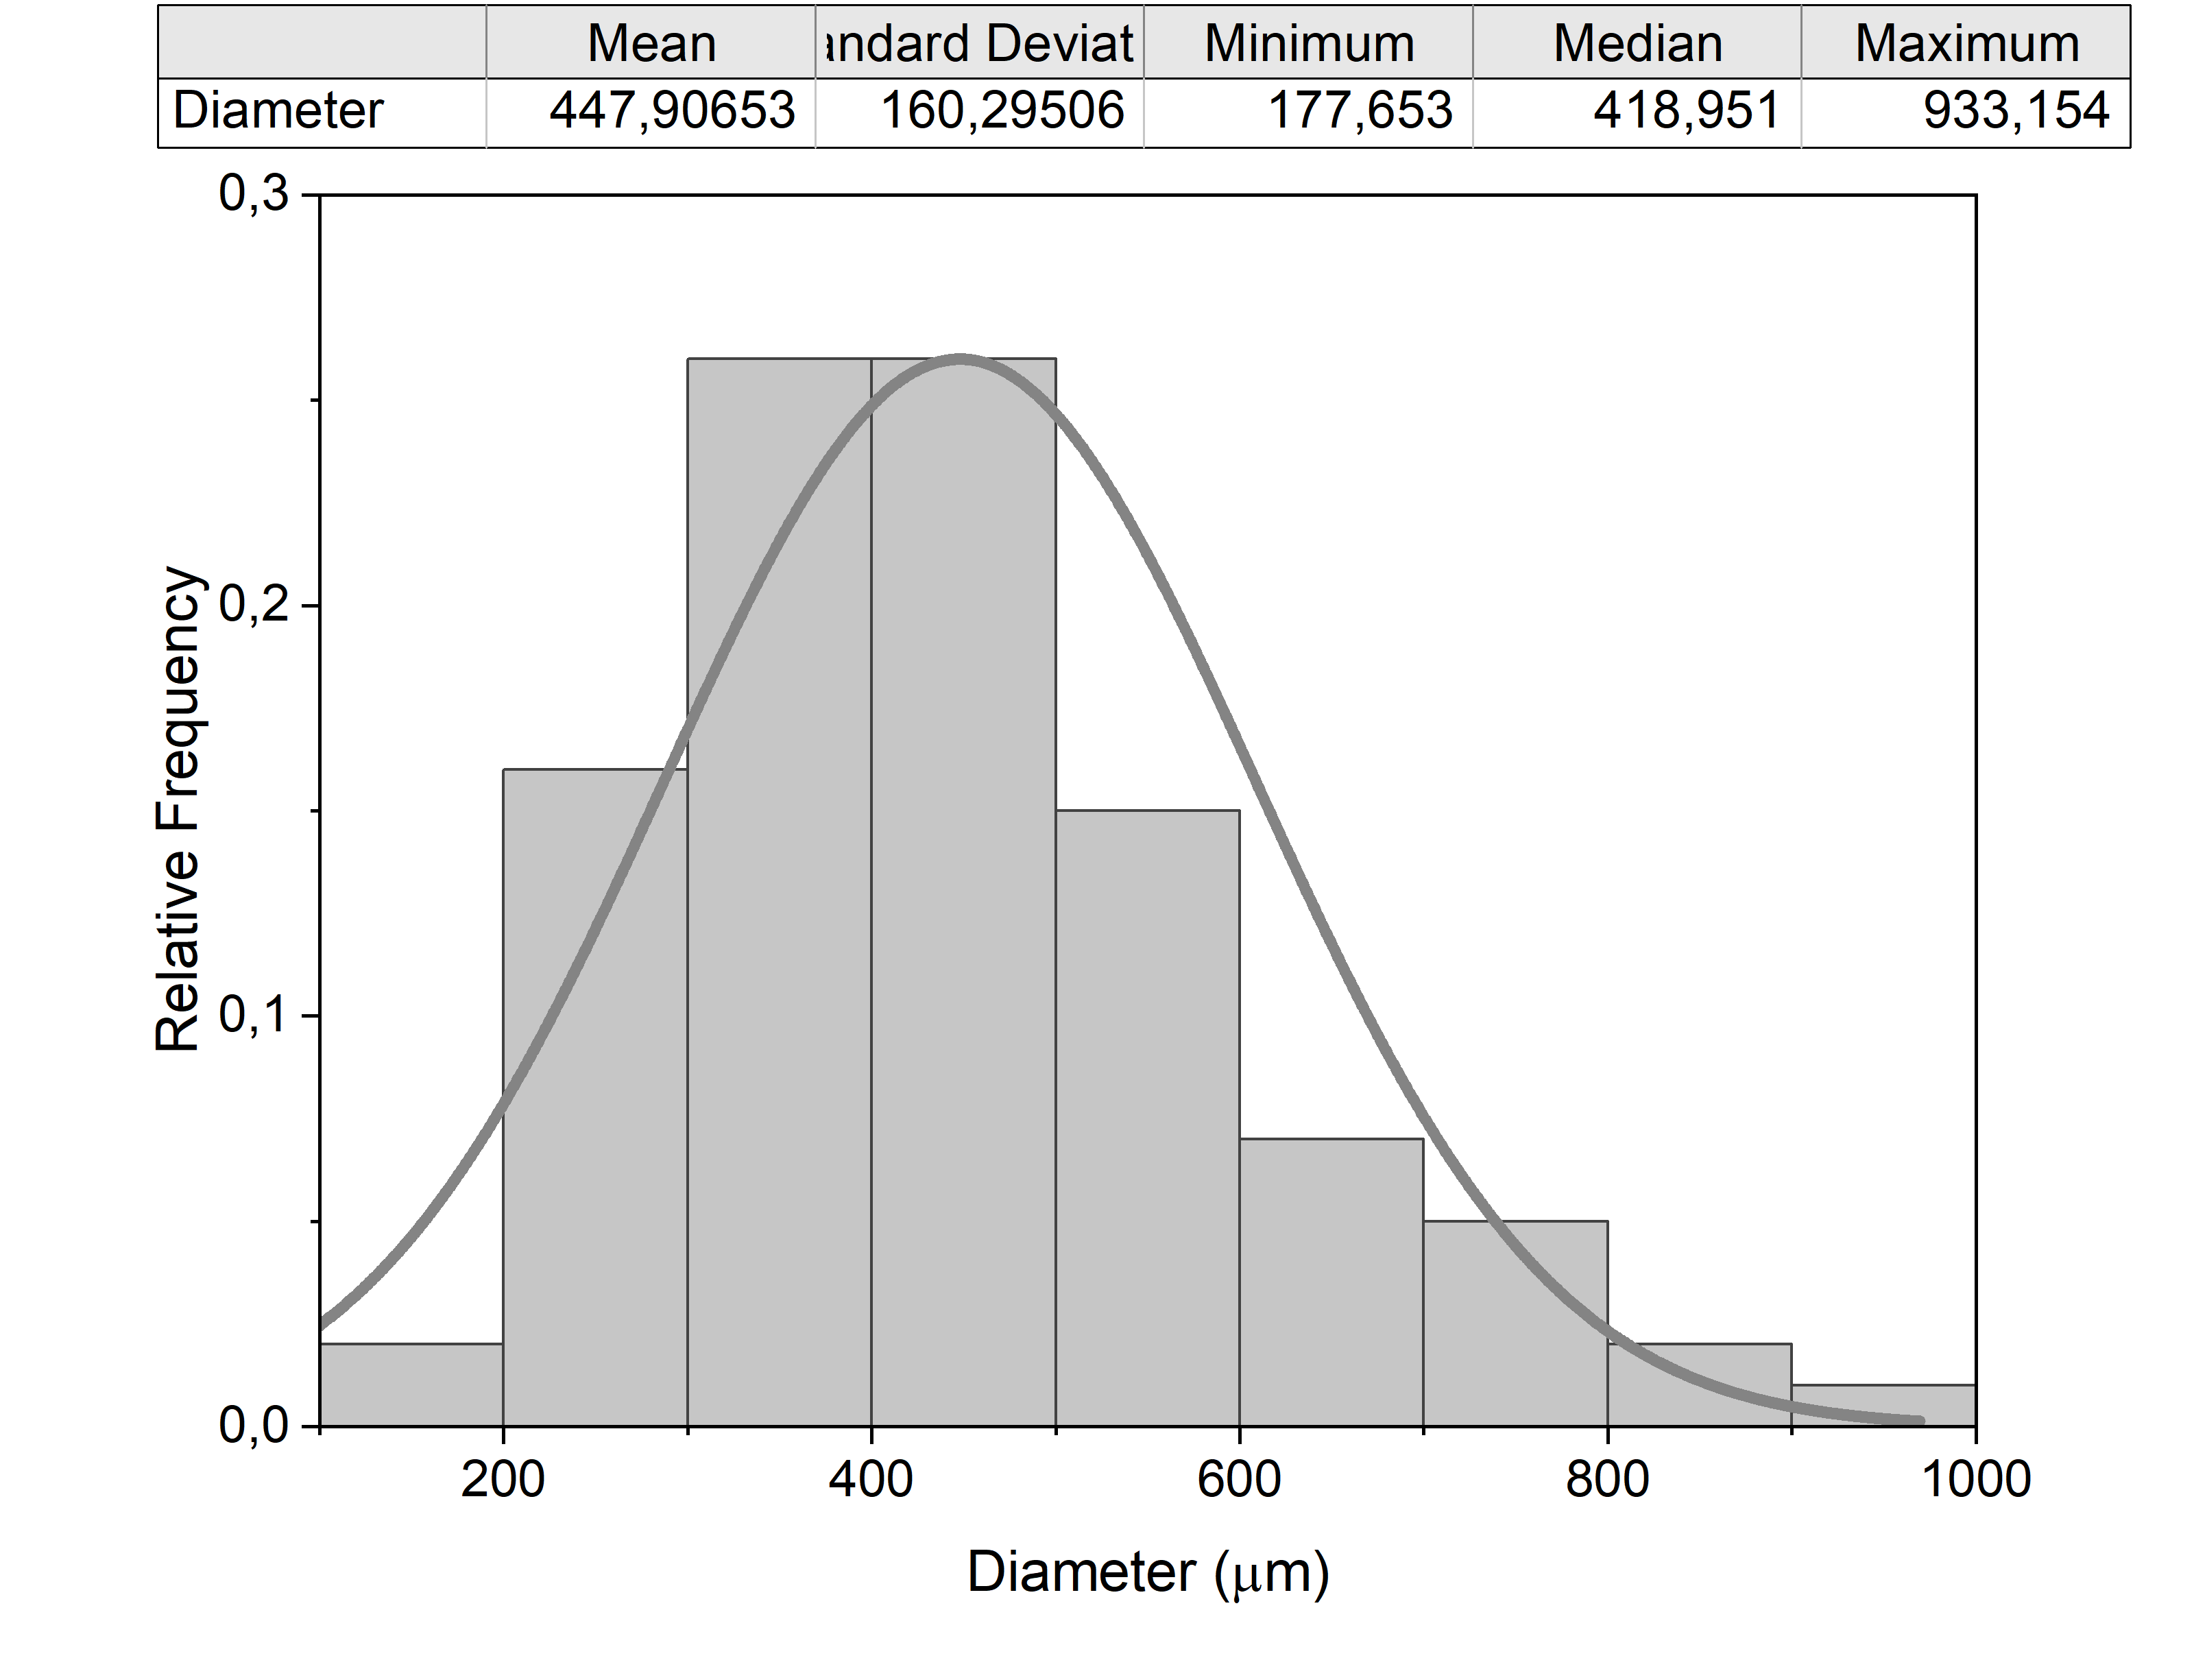 Mean andard Deviat Minimum Median Maximum
Diameter 447,90653 160,29506 177,653 418,951 933,154
0,3
0,2
0,1
0,0
Relative Frequency
200 400 600 800 1000
Diameter (μm)